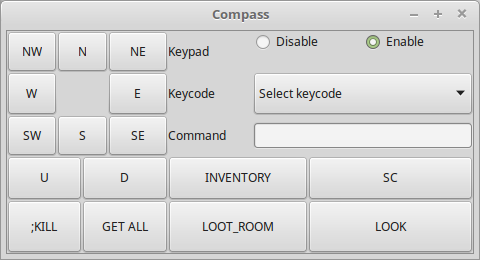 Compass
NW N NE Keypad Disable Enable
W E Keycode Select keycode
SW S SE Command
U D INVENTORY SC
;KILL GET ALL LOOT_ROOM LOOK